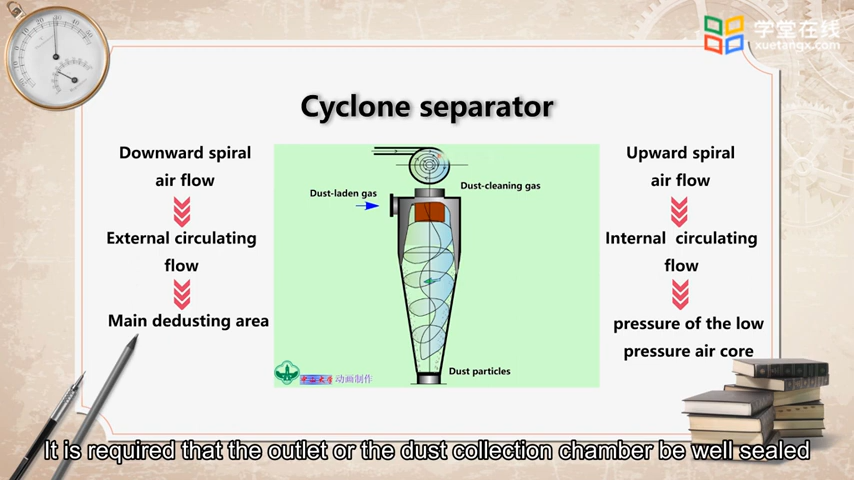 学堂在线
xuetangx.com
Cyclone separator
Downward spiral
air flow
External circulating
flow
Main dedusting area
Dust-laden gas
Dust-cleaning gas
Dust particles
动画制作
Upward spiral
air flow
Internal circulating
flow
pressure of the low
pressure air core
It is required that the outlet or the dust collection chamber be well sealed